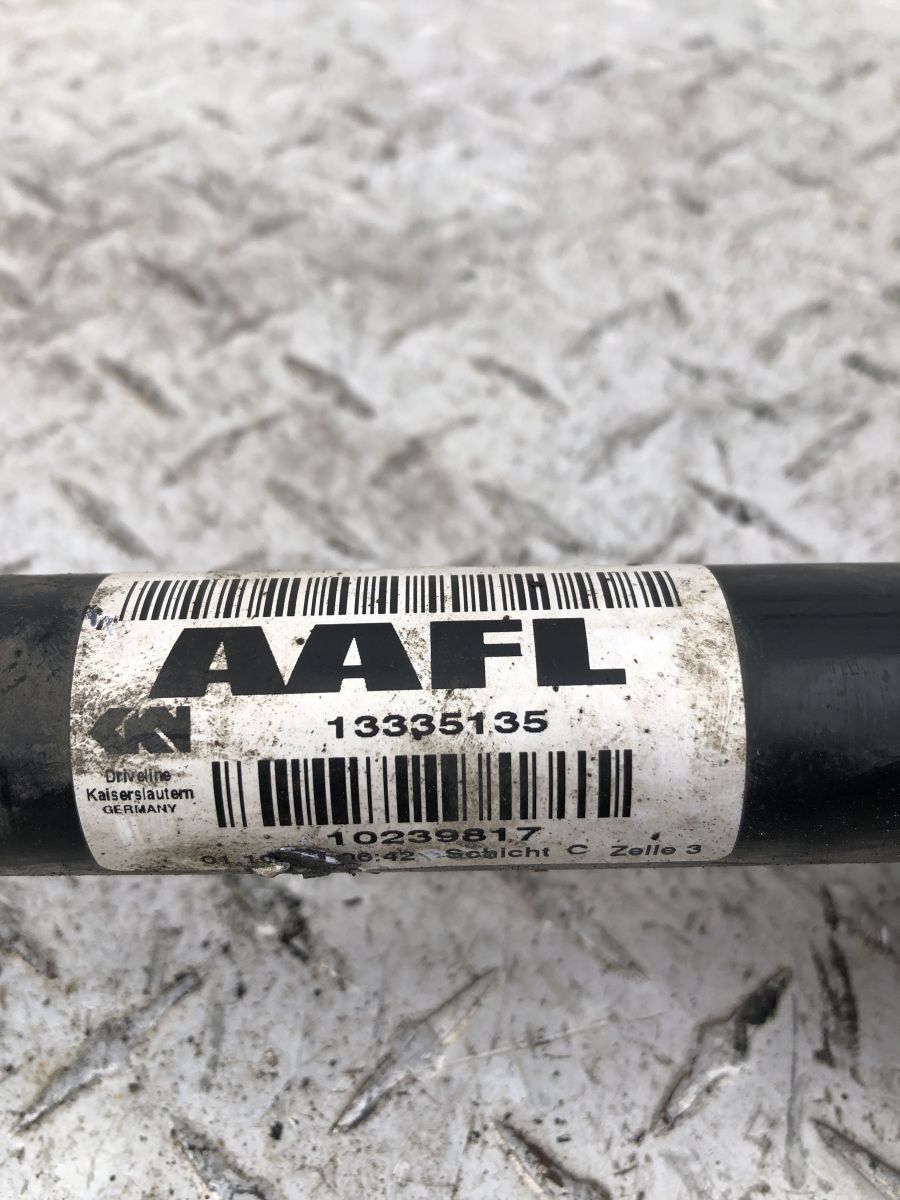 AAFL
13335135
GKN
Driveline
Kaiserslautern
GERMANY
10239817
Schicht C Zelle 3